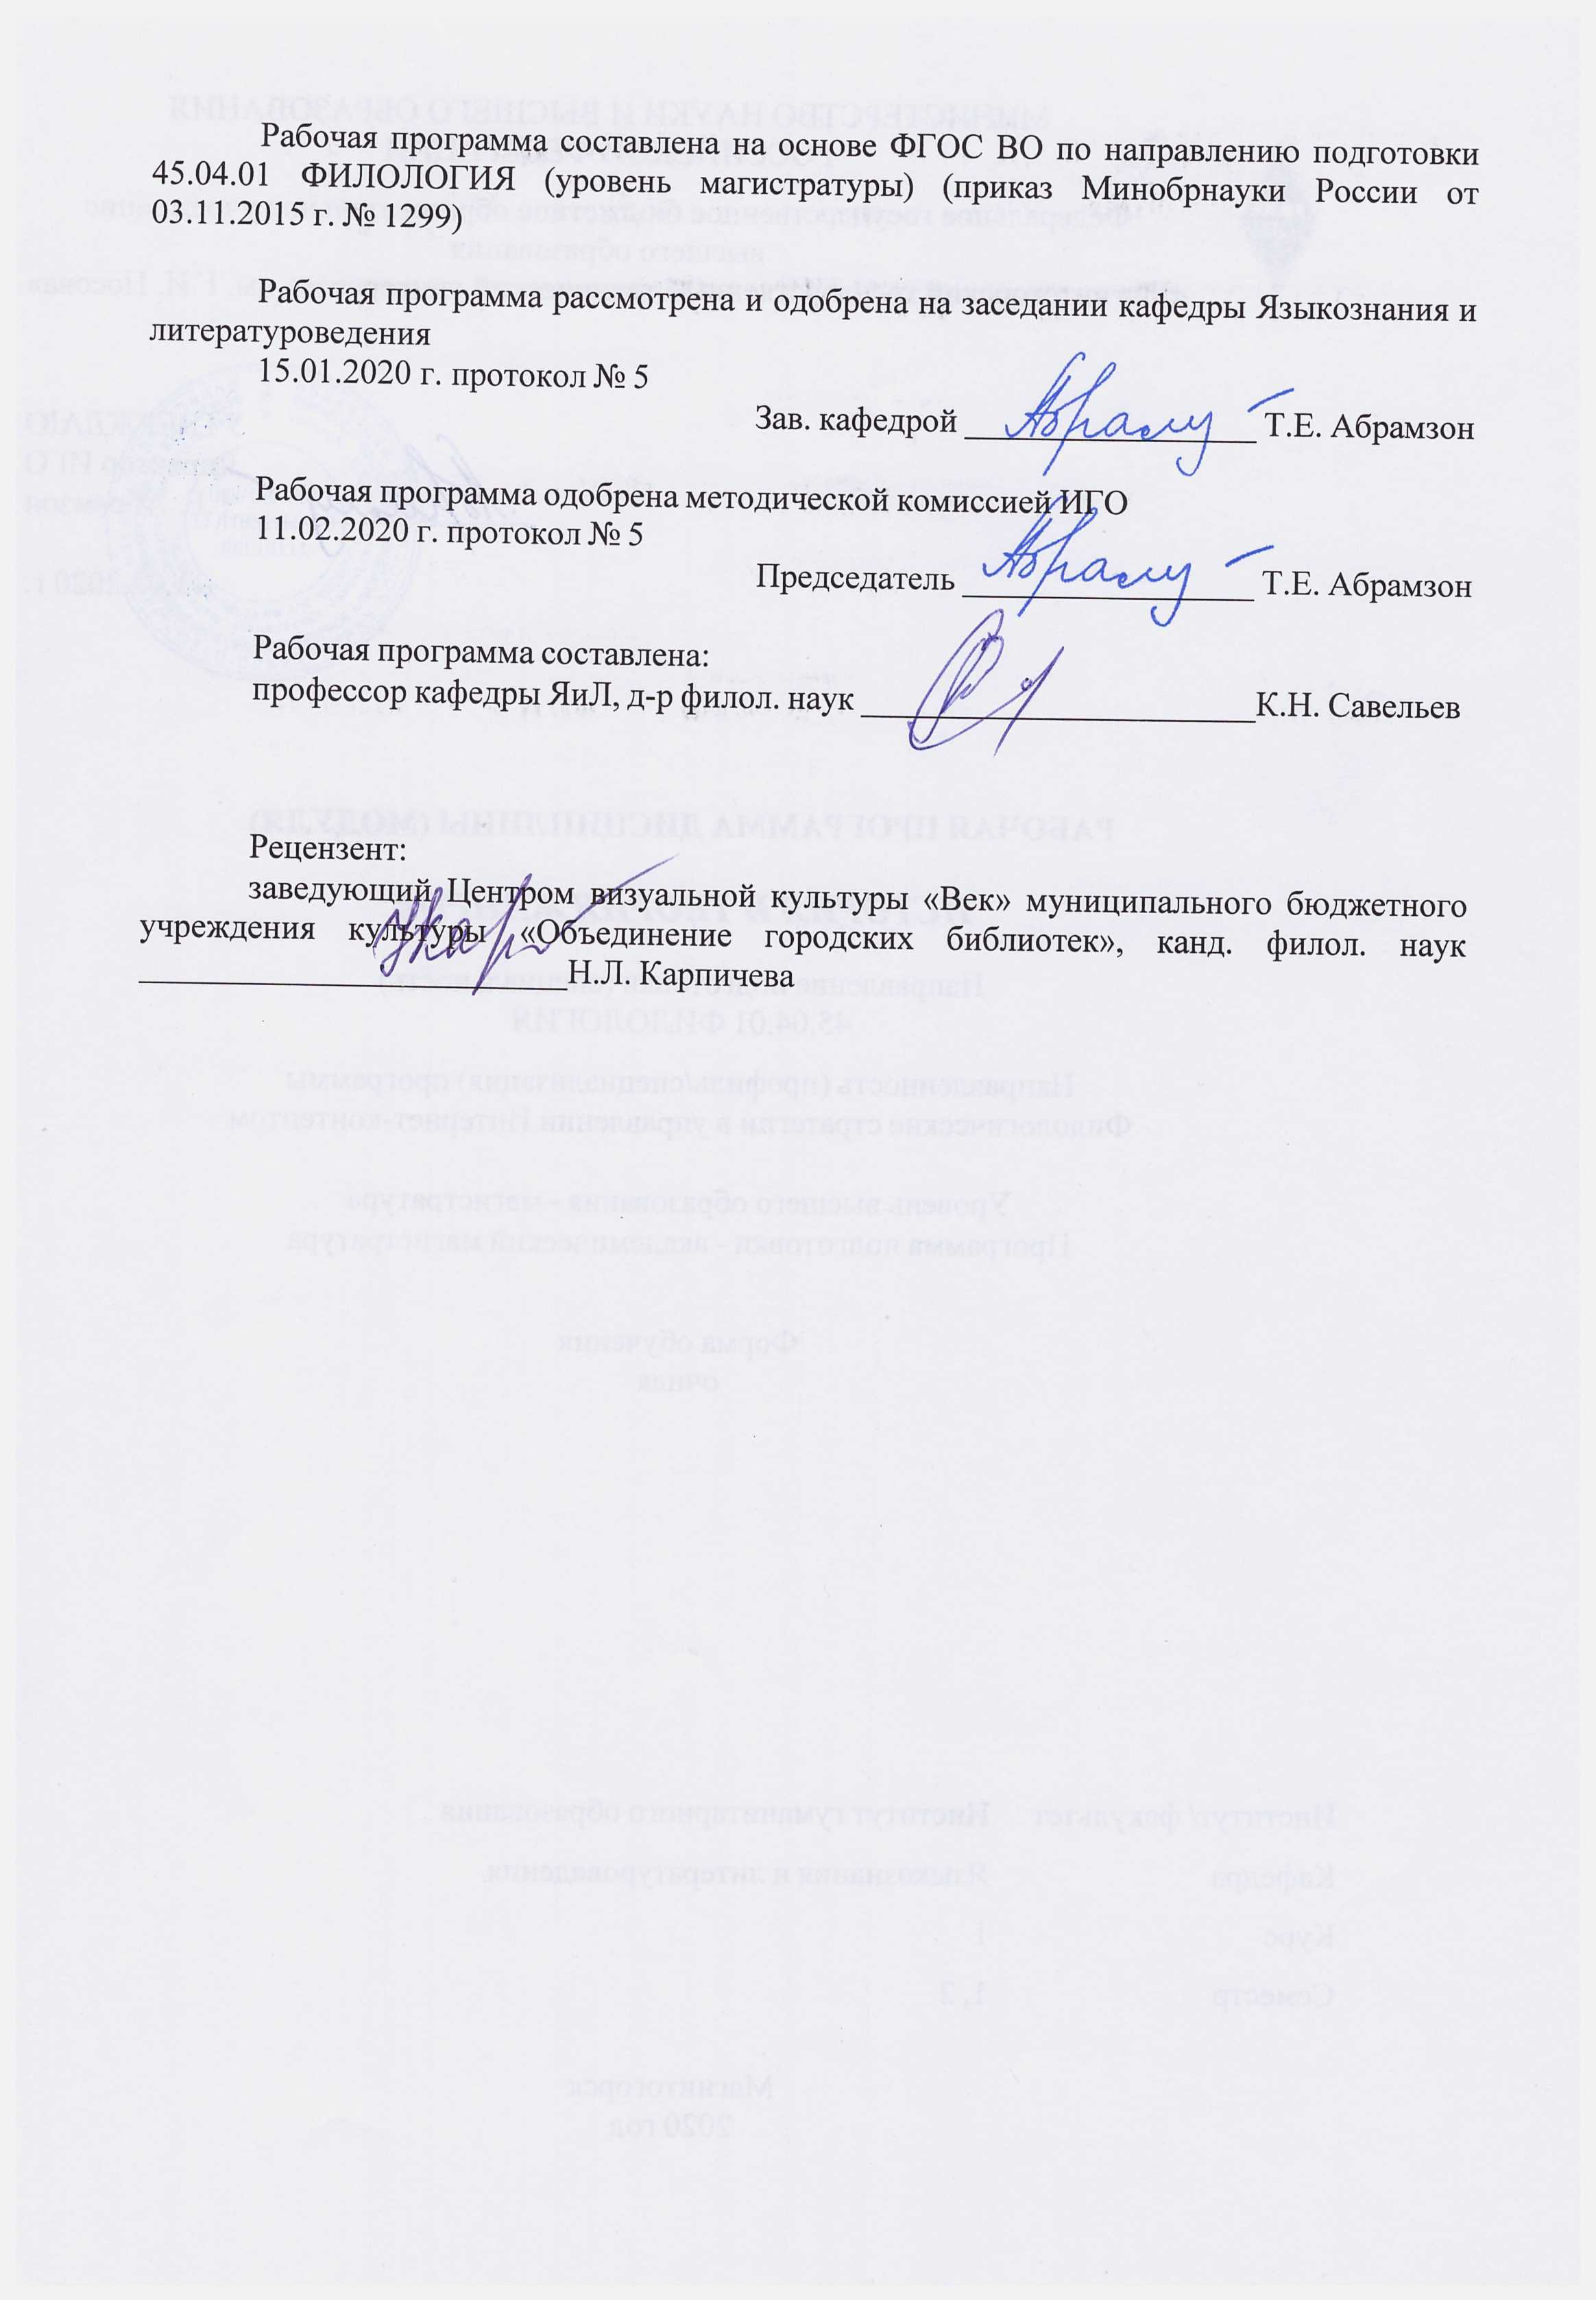 Рабочая программа составлена на основе ФГОС ВО по направлению подготовки
45.04.01 ФИЛОЛОГИЯ (уровень магистратуры) (приказ Минобрнауки России от
03.11.2015 г. № 1299)
Рабочая программа рассмотрена и одобрена на заседании кафедры Языкознания и
литературоведения
15.01.2020 г. протокол № 5
Зав. кафедрой ________________ Т.Е. Абрамзон
Рабочая программа одобрена методической комиссией ИГО
11.02.2020 г. протокол № 5
Председатель ________________ Т.Е. Абрамзон
Рабочая программа составлена:
профессор кафедры ЯиЛ, д-р филол. наук ______________________К.Н. Савельев
Рецензент:
заведующий Центром визуальной культуры «Век» муниципального бюджетного
учреждения культуры «Объединение городских библиотек», канд. филол. наук
________________________Н.Л. Карпичева